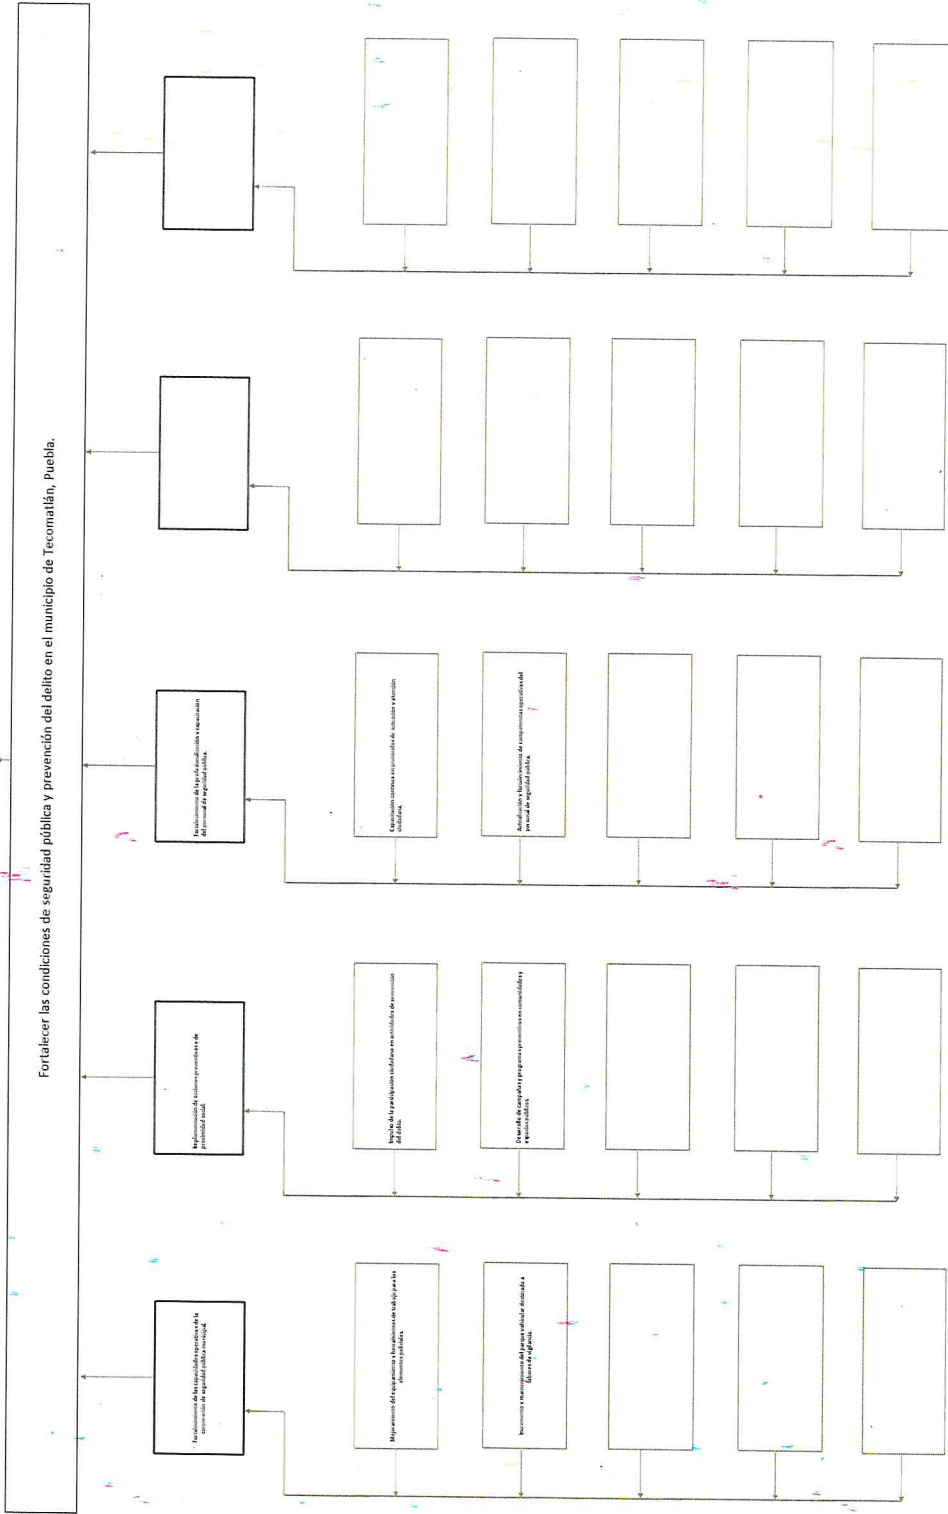 Fortalecer las condiciones de seguridad pública y prevención del delito en el municipio de Tecomatlán, Puebla.
Fortalecimiento de las capacidades operativas de la
corporación de seguridad pública municipal.
Mejoramiento del equipamiento y herramientas de trabajo para los
elementos policiales.
Incremento y mantenimiento del parque vehicular destinado a
labores de vigilancia.
Implementación de acciones preventivas y de
proximidad social.
Impulso de la participación ciudadana en actividades de prevención
del delito.
Desarrollo de campañas y programas preventivos en comunidades y
espacios públicos.
Fortalecimiento de la profesionalización y capacitación
del personal de seguridad pública.
Capacitación continua en protocolos de actuación y atención
ciudadana.
Actualización y fortalecimiento de competencias operativas del
personal de seguridad pública.